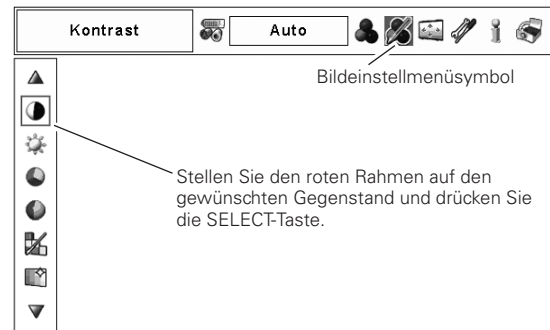 Kontrast
Auto
Bildeinstellmenüsymbol
Stellen Sie den roten Rahmen auf den
gewünschten Gegenstand und drücken Sie
die SELECT-Taste.